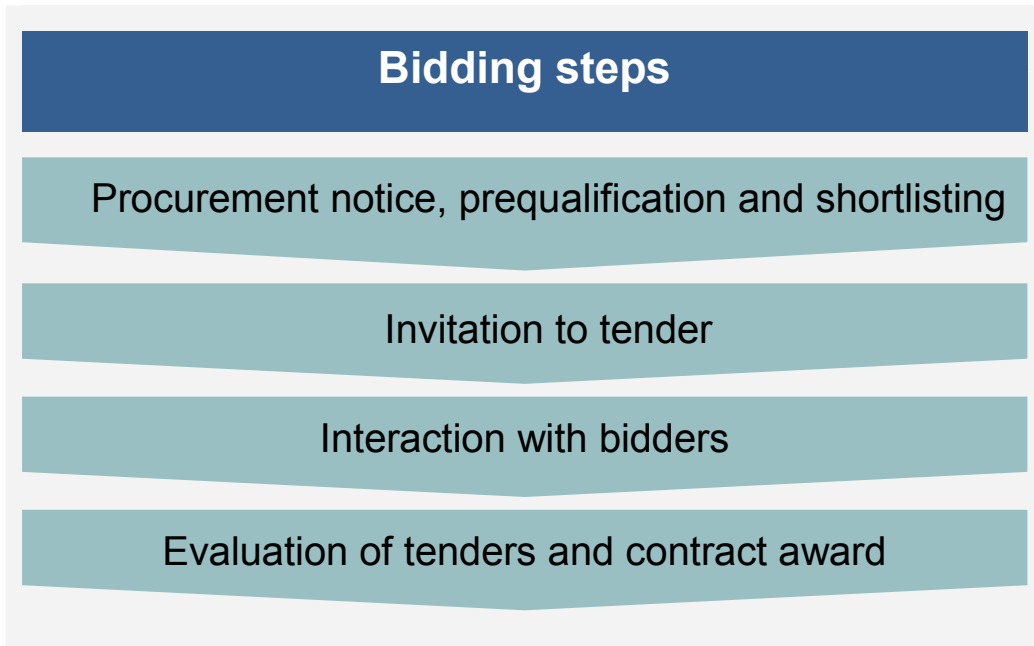 Bidding steps
Procurement notice, prequalification and shortlisting
Invitation to tender
Interaction with bidders
Evaluation of tenders and contract award